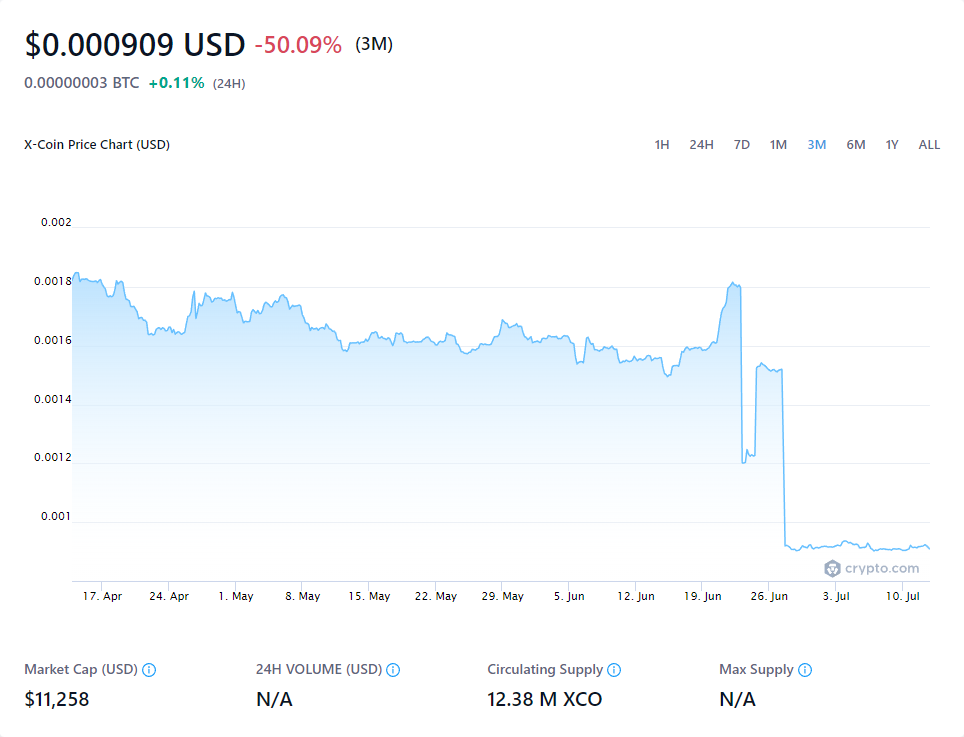 $0.000909 USD -50.09% (3M)
0.00000003 BTC +0.11% (24H)
X-Coin Price Chart (USD)
1H 24H 7D 1M 3M 6M 1Y ALL
0.002
0.0018
0.0016
0.0014
0.0012
0.001
crypto.com
17. Apr 24. Apr 1. May 8. May 15. May 22. May 29. May 5. Jun 12. Jun 19. Jun 26. Jun 3. Jul 10. Jul
Market Cap (USD) 24H VOLUME (USD) Circulating Supply Max Supply
$11,258 N/A 12.38 M XCO N/A